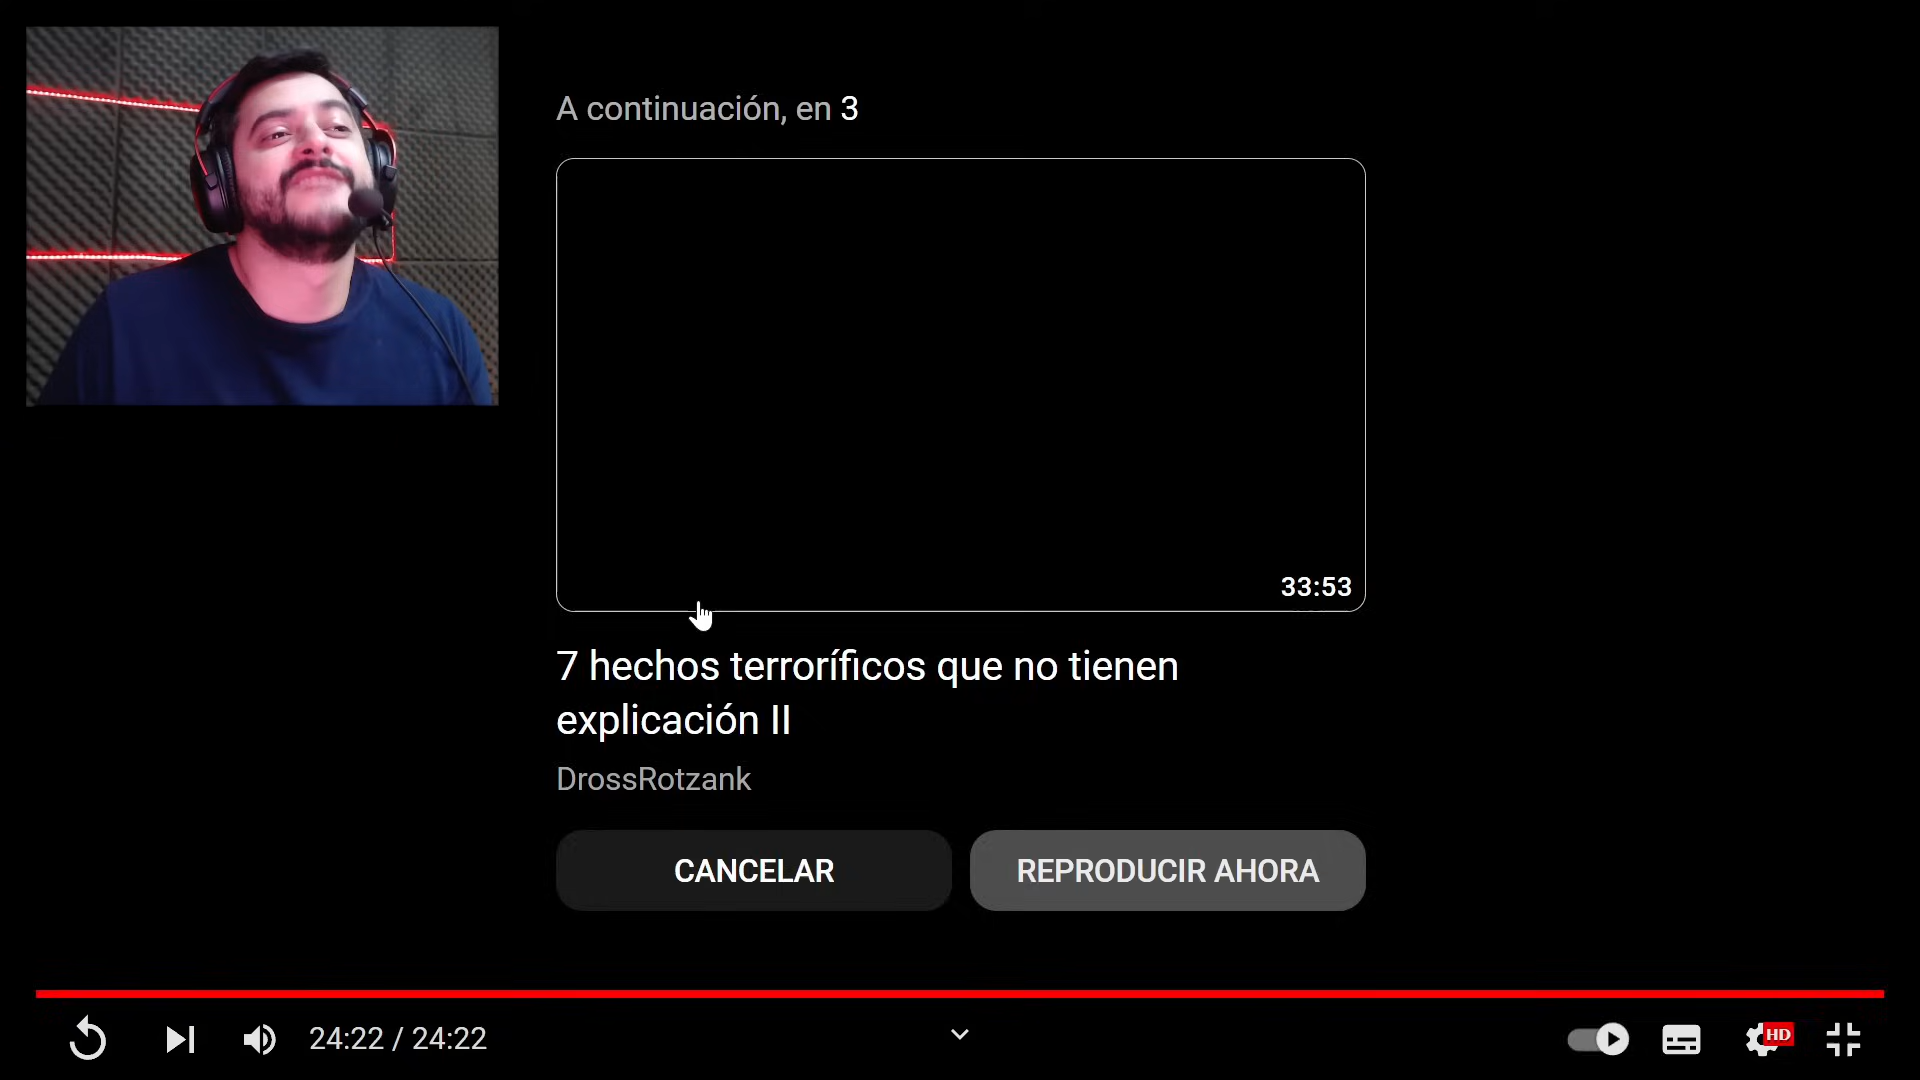 A continuación, en 3
33:53
7 hechos terroríficos que no tienen
explicación II
DrossRotzank
CANCELAR
REPRODUCIR AHORA
24:22 / 24:22
HD